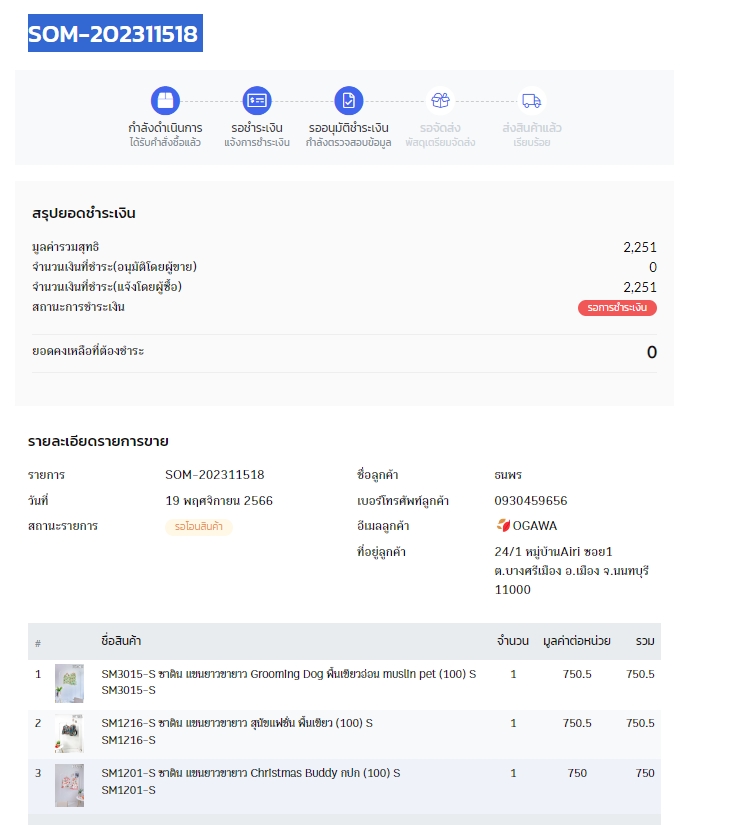 SOM-202311518
กำลังดำเนินการ
ได้รับคำสั่งซื้อแล้ว
รอชำระเงิน
แจ้งการชำระเงิน
รออนุมัติชำระเงิน
กำลังตรวจสอบข้อมูล
รอจัดส่ง
พัสดุเตรียมจัดส่ง
ส่งสินค้าแล้ว
เรียบร้อย
สรุปยอดชำระเงิน
มูลค่ารวมสุทธิ 2,251
จำนวนเงินที่ชำระ(อนุมัติโดยผู้ขาย) 0
จำนวนเงินที่ชำระ(แจ้งโดยผู้ซื้อ) 2,251
สถานะการชำระเงิน รอการชำระเงิน
ยอดคงเหลือที่ต้องชำระ 0
รายละเอียดรายการขาย
รายการ SOM-202311518
วันที่ 19 พฤศจิกายน 2566
สถานะรายการ รอโอนสินค้า
ชื่อลูกค้า ธนพร
เบอร์โทรศัพท์ลูกค้า 0930459656
อีเมลลูกค้า OGAWA
ที่อยู่ลูกค้า 24/1 หมู่บ้านAiri ซอย1
ต.บางศรีเมือง อ.เมือง จ.นนทบุรี
11000
# ชื่อสินค้า จำนวน มูลค่าต่อหน่วย รวม
1 SM3015-S ซาติน แขนยาวขายาว Grooming Dog พื้นเขียวอ่อน muslin pet (100) S 1 750.5 750.5
SM3015-S
2 SM1216-S ซาติน แขนยาวขายาว สุนัขแฟชั่น พื้นเขียว (100) S 1 750.5 750.5
SM1216-S
3 SM1201-S ซาติน แขนยาวขายาว Christmas Buddy กปก (100) S 1 750 750
SM1201-S